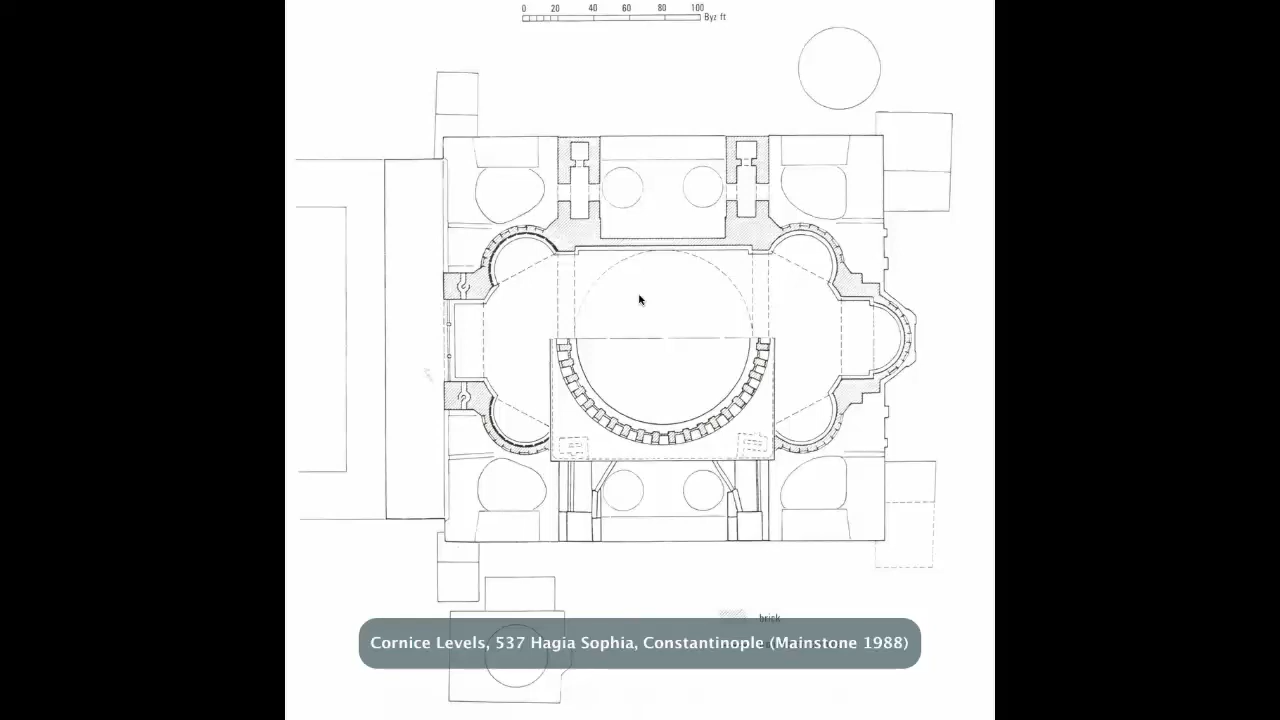 0 20 40 60 80 100
Byz ft
brick
Cornice Levels, 537 Hagia Sophia, Constantinople (Mainstone 1988)